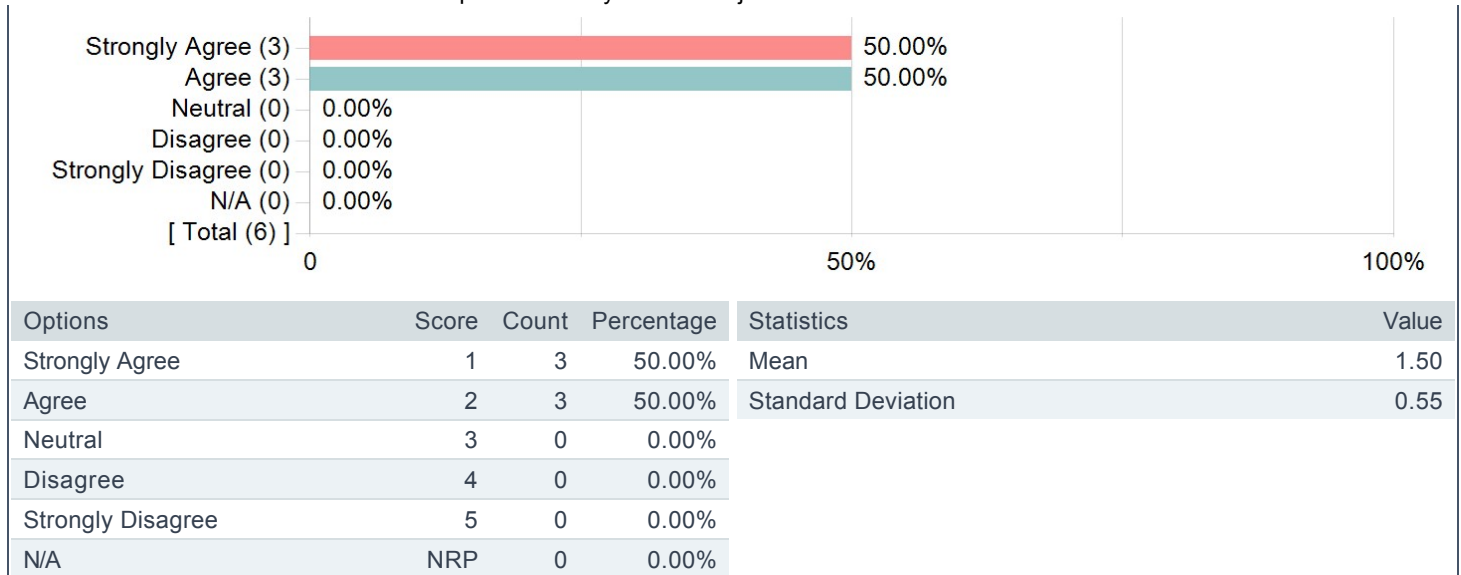 Strongly Agree (3) 50.00%
Agree (3) 50.00%
Neutral (0) 0.00%
Disagree (0) 0.00%
Strongly Disagree (0) 0.00%
N/A (0) 0.00%
[ Total (6) ]
0 50% 100%
Options Score Count Percentage Statistics Value
Strongly Agree 1 3 50.00% Mean 1.50
Agree 2 3 50.00% Standard Deviation 0.55
Neutral 3 0 0.00%
Disagree 4 0 0.00%
Strongly Disagree 5 0 0.00%
N/A NRP 0 0.00%